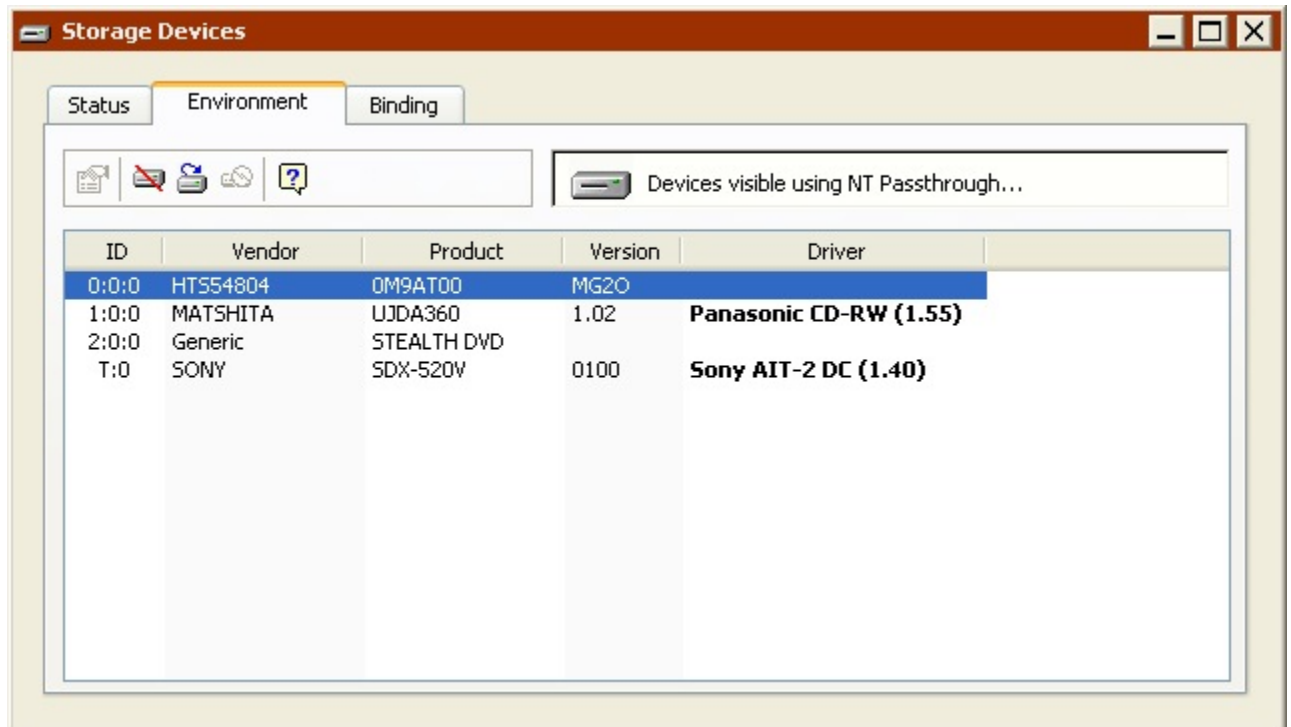 Storage Devices
Status Environment Binding
Devices visible using NT Passthrough...
ID Vendor Product Version Driver
0:0:0 HTS54804 0M9AT00 MG2O
1:0:0 MATSHITA UJDA360 1.02 Panasonic CD-RW (1.55)
2:0:0 Generic STEALTH DVD
T:0 SONY SDX-520V 0100 Sony AIT-2 DC (1.40)